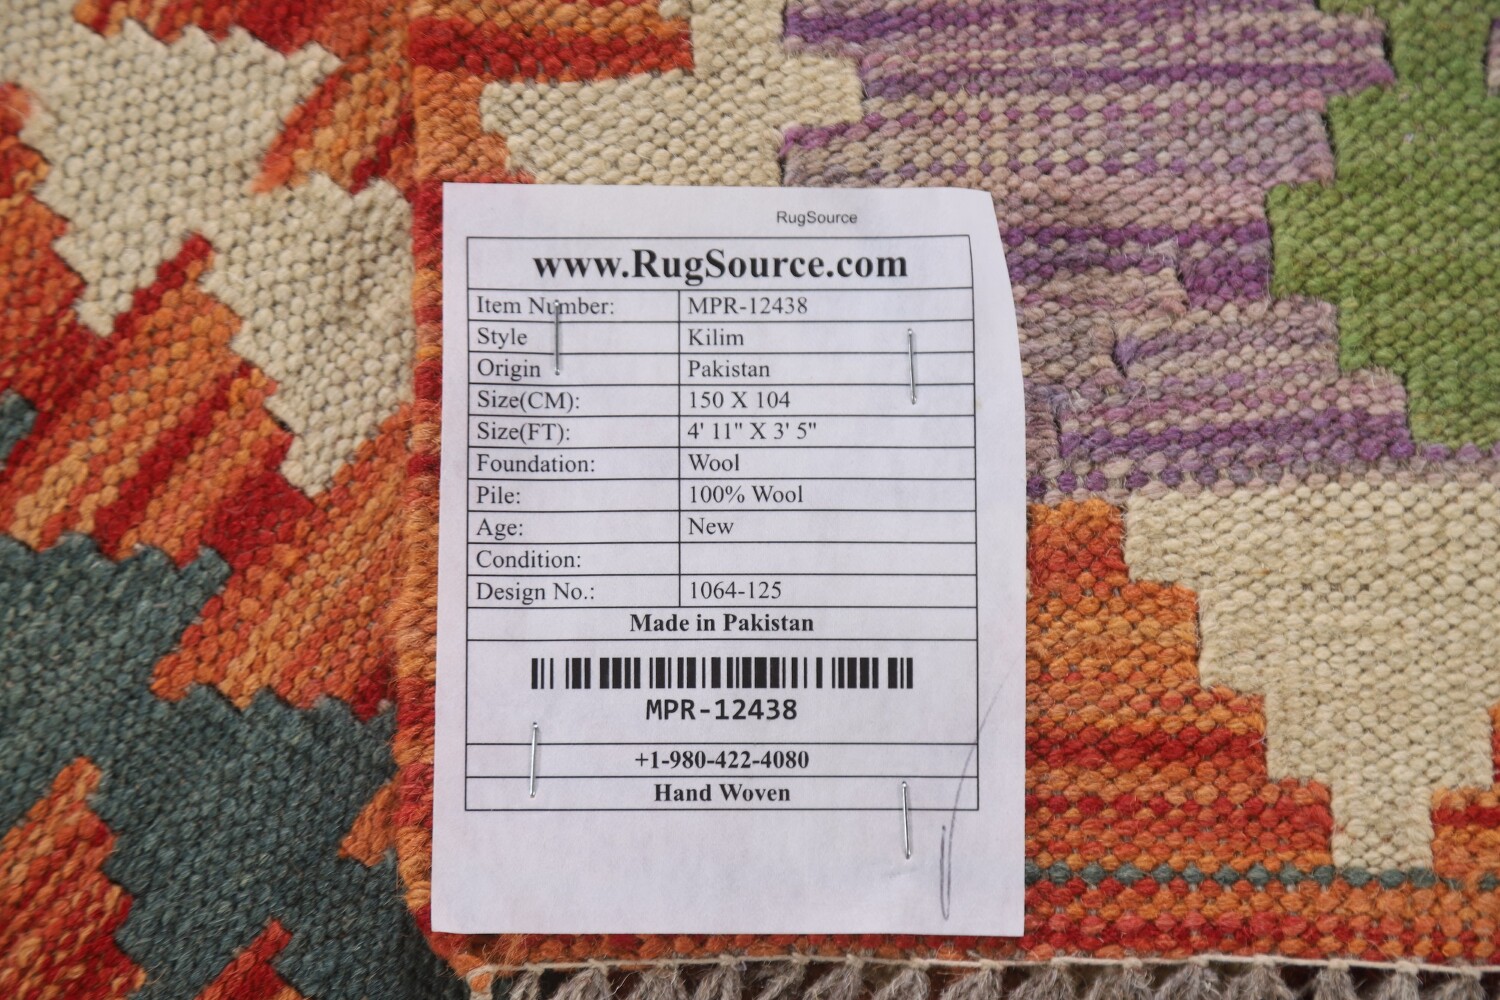 RugSource
www.RugSource.com
Item Number: MPR-12438
Style Kilim
Origin Pakistan
Size(CM): 150 X 104
Size(FT): 4' 11" X 3' 5"
Foundation: Wool
Pile: 100% Wool
Age: New
Condition:
Design No.: 1064-125
Made in Pakistan
MPR-12438
+1-980-422-4080
Hand Woven